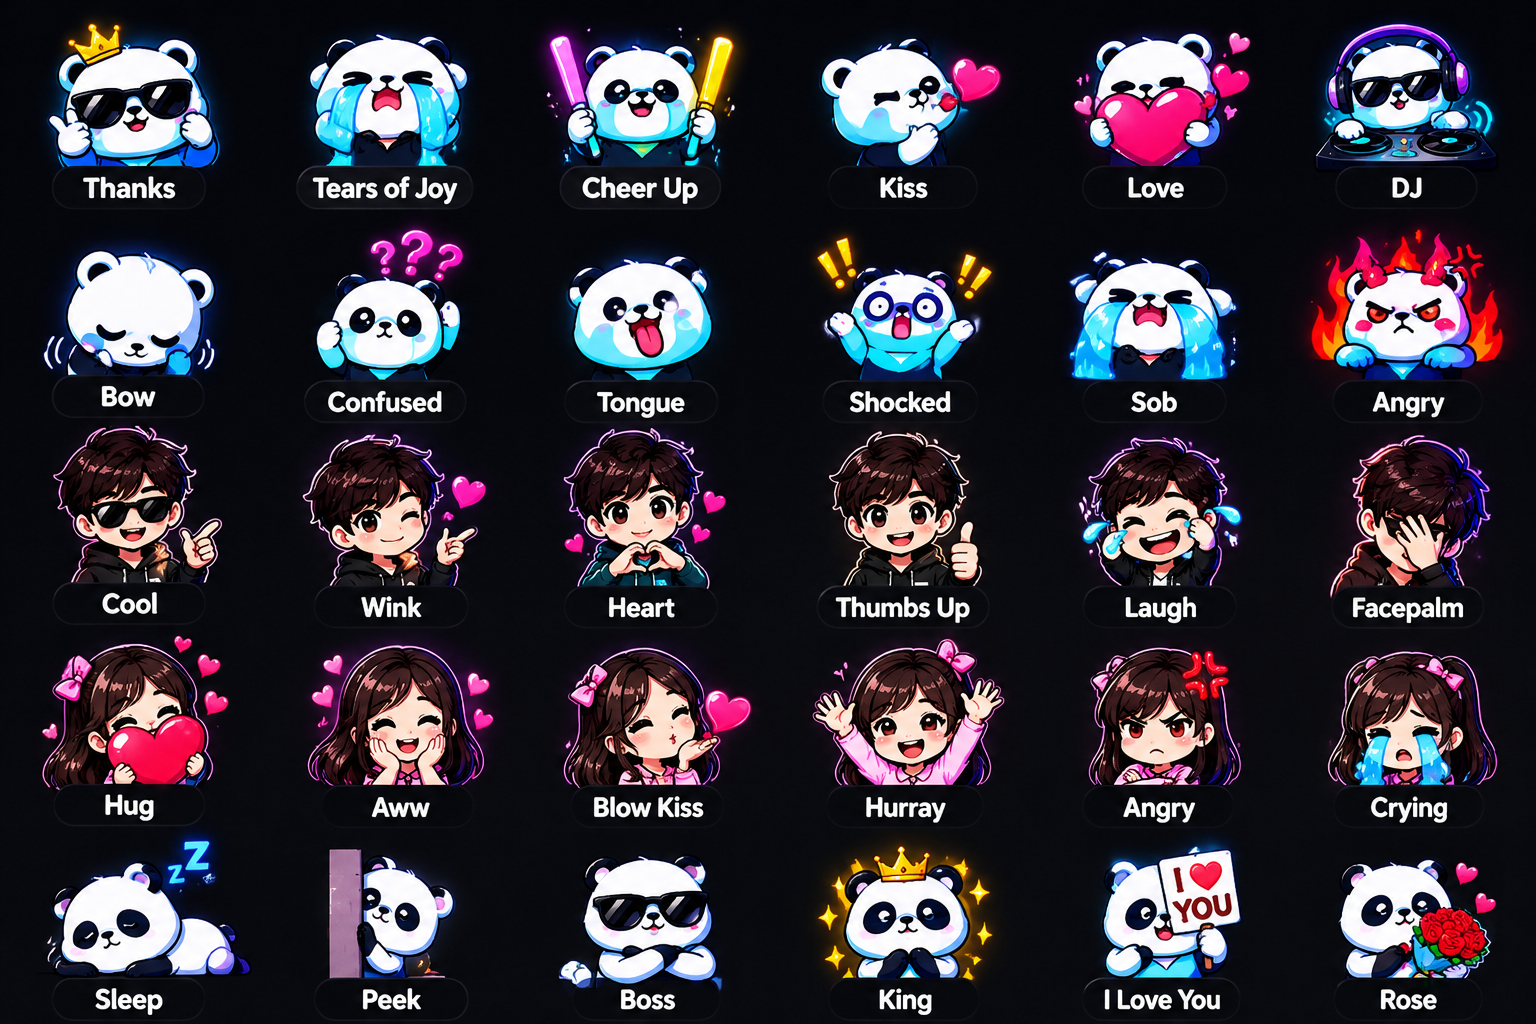 Thanks
Tears of Joy
Cheer Up
Kiss
Love
DJ
???
!!
!!
Bow
Confused
Tongue
Shocked
Sob
Angry
Cool
Wink
Heart
Thumbs Up
Laugh
Facepalm
Hug
Aww
Blow Kiss
Hurray
Angry
Crying
zZ
I ❤
YOU
Sleep
Peek
Boss
King
I Love You
Rose